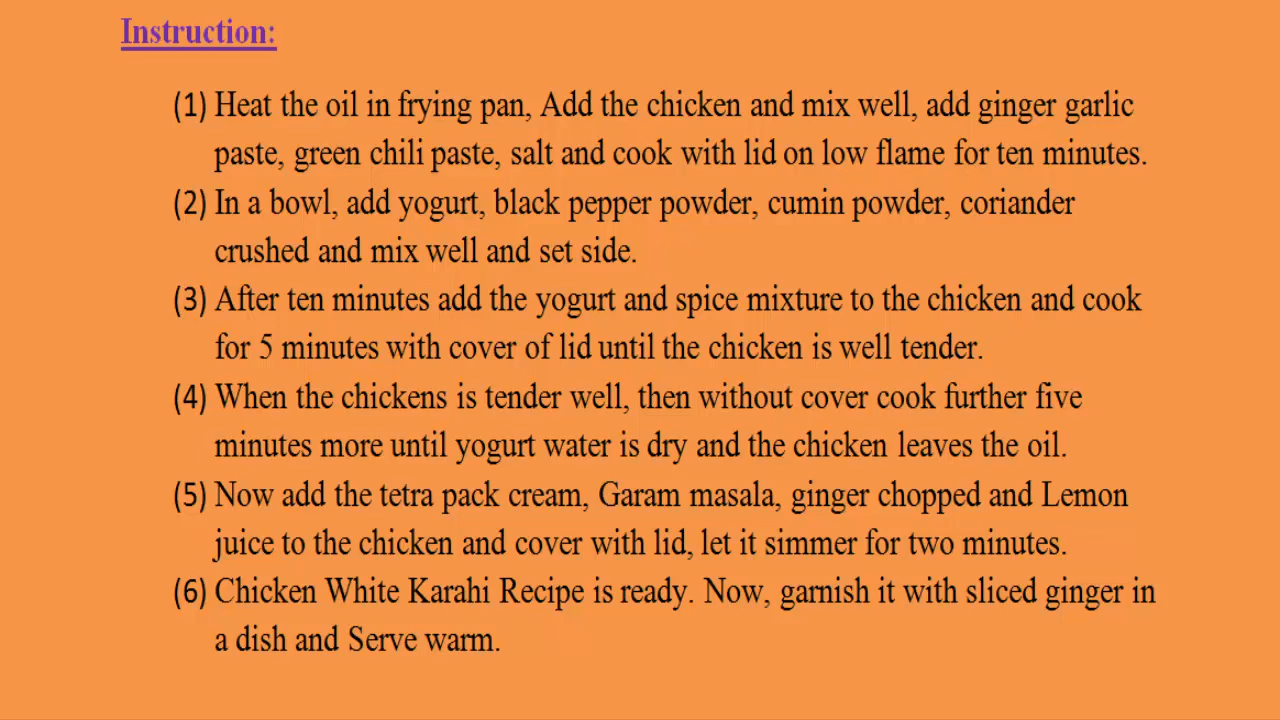 Instruction:
(1) Heat the oil in frying pan, Add the chicken and mix well, add ginger garlic
paste, green chili paste, salt and cook with lid on low flame for ten minutes.
(2) In a bowl, add yogurt, black pepper powder, cumin powder, coriander
crushed and mix well and set side.
(3) After ten minutes add the yogurt and spice mixture to the chicken and cook
for 5 minutes with cover of lid until the chicken is well tender.
(4) When the chickens is tender well, then without cover cook further five
minutes more until yogurt water is dry and the chicken leaves the oil.
(5) Now add the tetra pack cream, Garam masala, ginger chopped and Lemon
juice to the chicken and cover with lid, let it simmer for two minutes.
(6) Chicken White Karahi Recipe is ready. Now, garnish it with sliced ginger in
a dish and Serve warm.